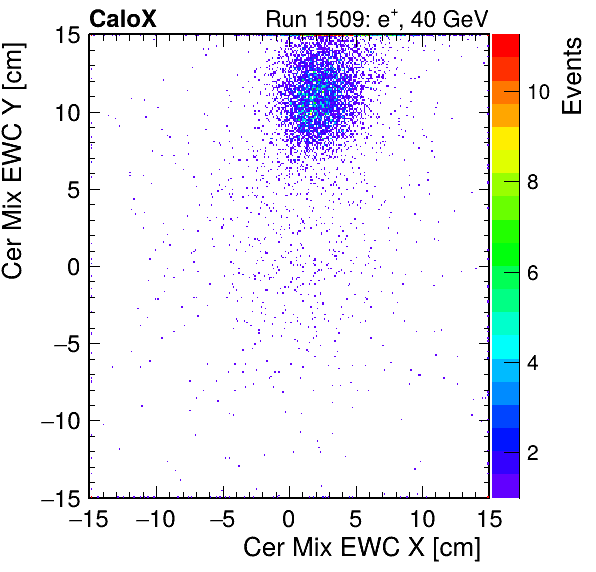 CaloX Run 1509: e⁺, 40 GeV
Cer Mix EWC Y [cm]
15
10
5
0
−5
−10
−15
−15 −10 −5 0 5 10 15
Cer Mix EWC X [cm]
Events
10
8
6
4
2